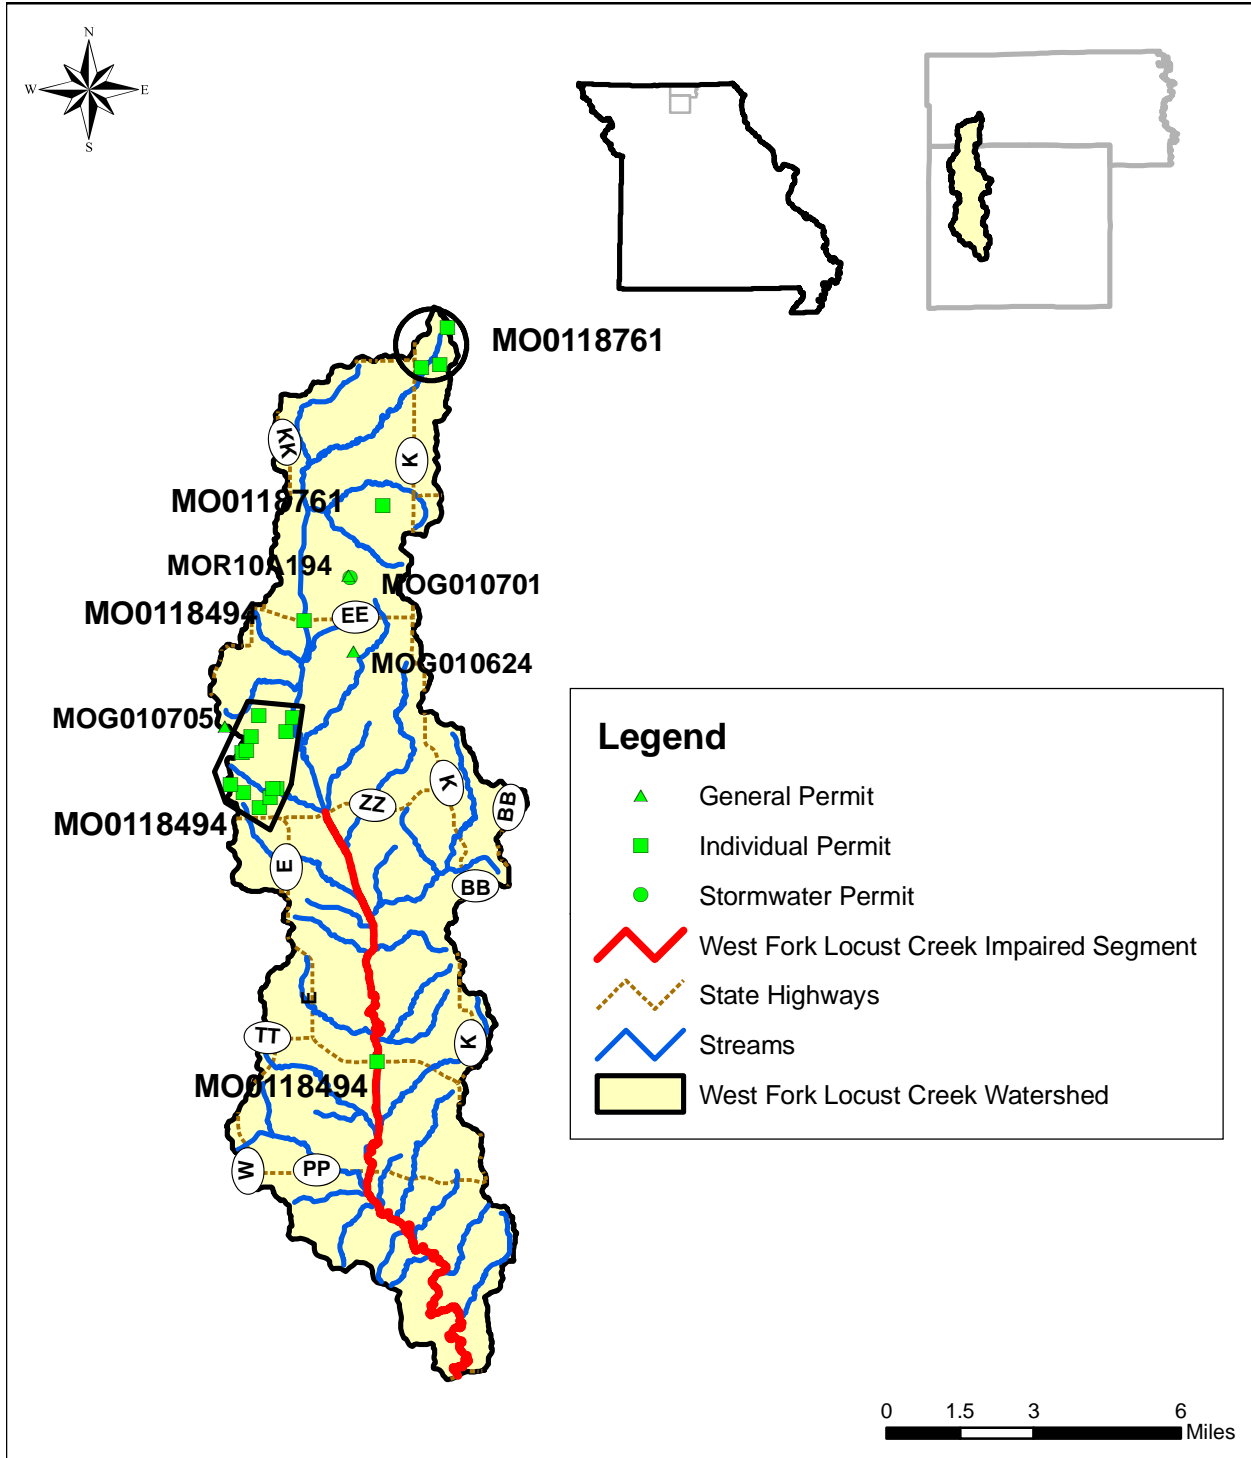 N
W E
S
MO0118761
KK
K
MO0118761
MOR10A194
MOG010701
MO0118494
EE
MOG010624
MOG010705
K
ZZ
BB
MO0118494
E
BB
E
TT
K
MO0118494
W
PP
Legend
General Permit
Individual Permit
Stormwater Permit
West Fork Locust Creek Impaired Segment
State Highways
Streams
West Fork Locust Creek Watershed
0 1.5 3 6
Miles